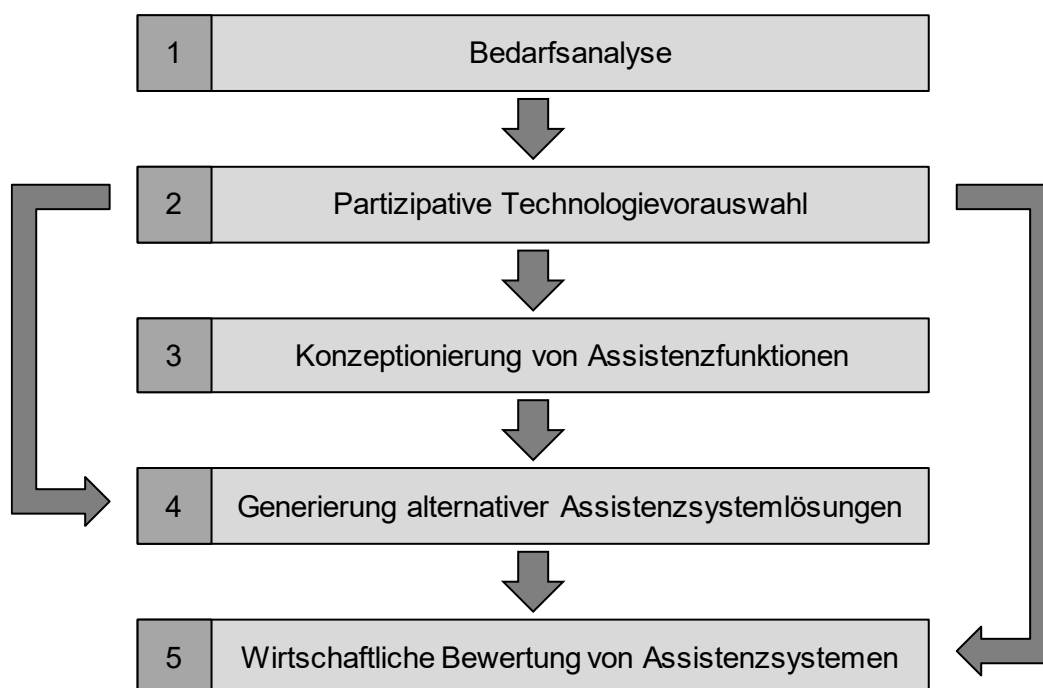 1 Bedarfsanalyse
2 Partizipative Technologievorauswahl
3 Konzeptionierung von Assistenzfunktionen
4 Generierung alternativer Assistenzsystemlösungen
5 Wirtschaftliche Bewertung von Assistenzsystemen